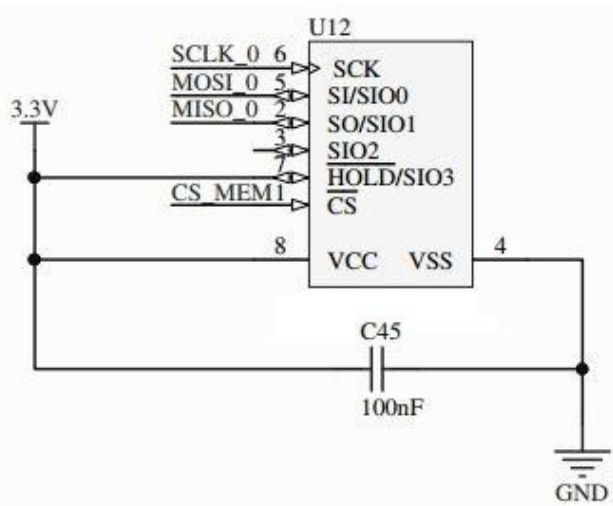 U12
SCLK_0 6 SCK
MOSI_0 5 SI/SIO0
MISO_0 2 SO/SIO1
3.3V
3 SIO2
7 HOLD/SIO3
CS_MEM1 CS
8 VCC VSS 4
C45
100nF
GND